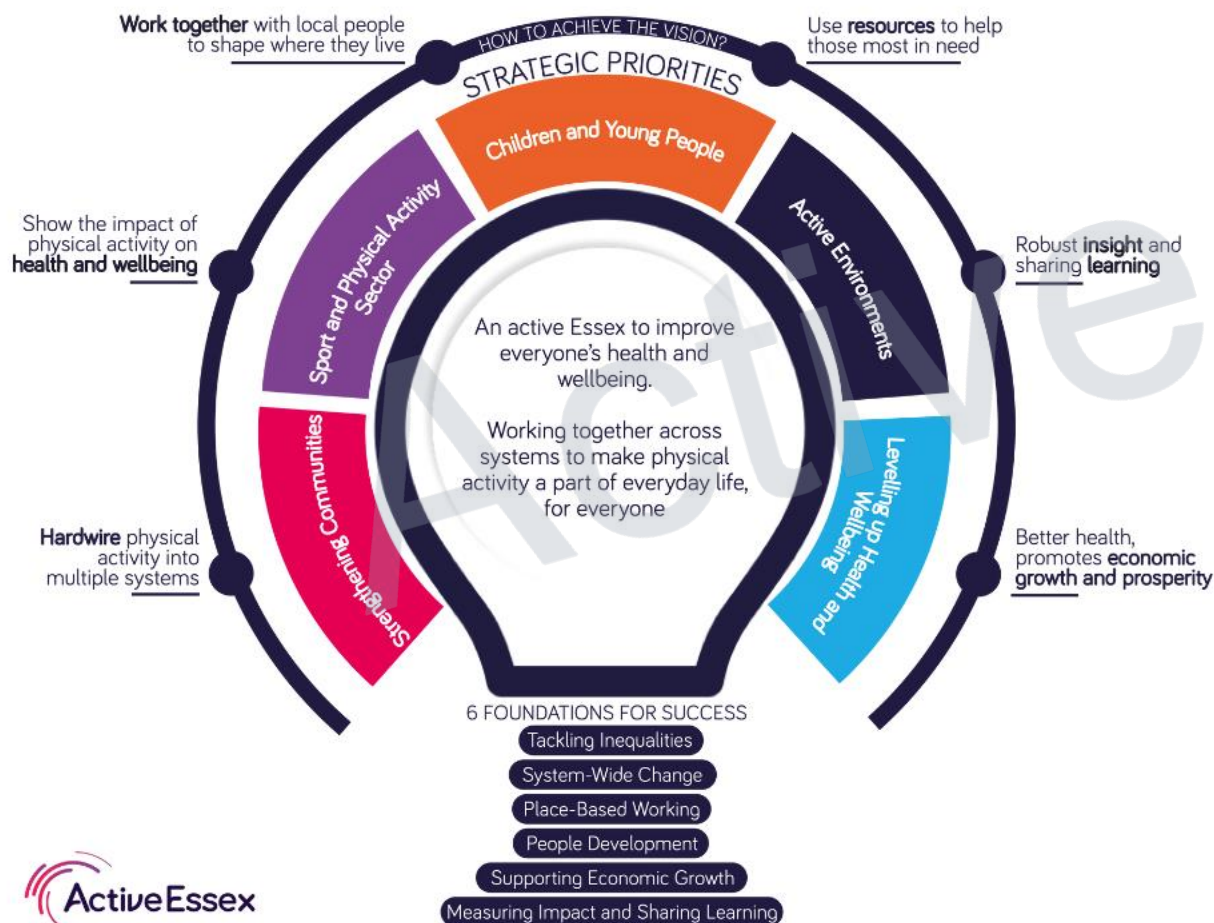 Work together with local people
to shape where they live
HOW TO ACHIEVE THE VISION?
Use resources to help
those most in need
STRATEGIC PRIORITIES
Children and Young People
Sport and Physical Activity
Sector
Active Environments
Show the impact of
physical activity on
health and wellbeing
Robust insight and
sharing learning
An active Essex to improve
everyone's health and
wellbeing.
Working together across
systems to make physical
activity a part of everyday life,
for everyone
Active
Strengthening Communities
Levelling up Health and
Wellbeing
Hardwire physical
activity into
multiple systems
Better health,
promotes economic
growth and prosperity
6 FOUNDATIONS FOR SUCCESS
Tackling Inequalities
System-Wide Change
Place-Based Working
People Development
Supporting Economic Growth
Measuring Impact and Sharing Learning
ActiveEssex